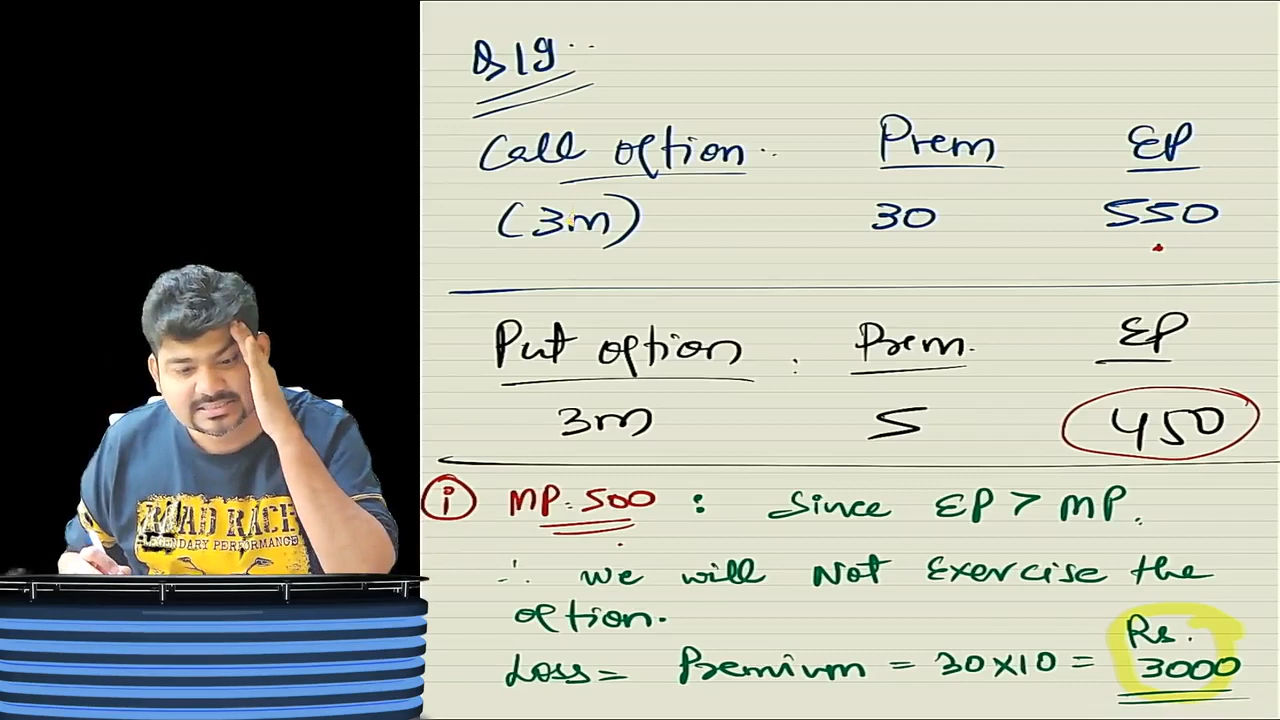 Q19..
Call option.. Prem EP
(3m) 30 550
Put option : Prem. EP
3m 5 450
i MP = 500 : Since EP > MP.
∴ we will Not Exercise the
option.
Loss = Premium = 30×10 = Rs. 3000
ROAD RACE
LEGENDARY PERFORMANCE